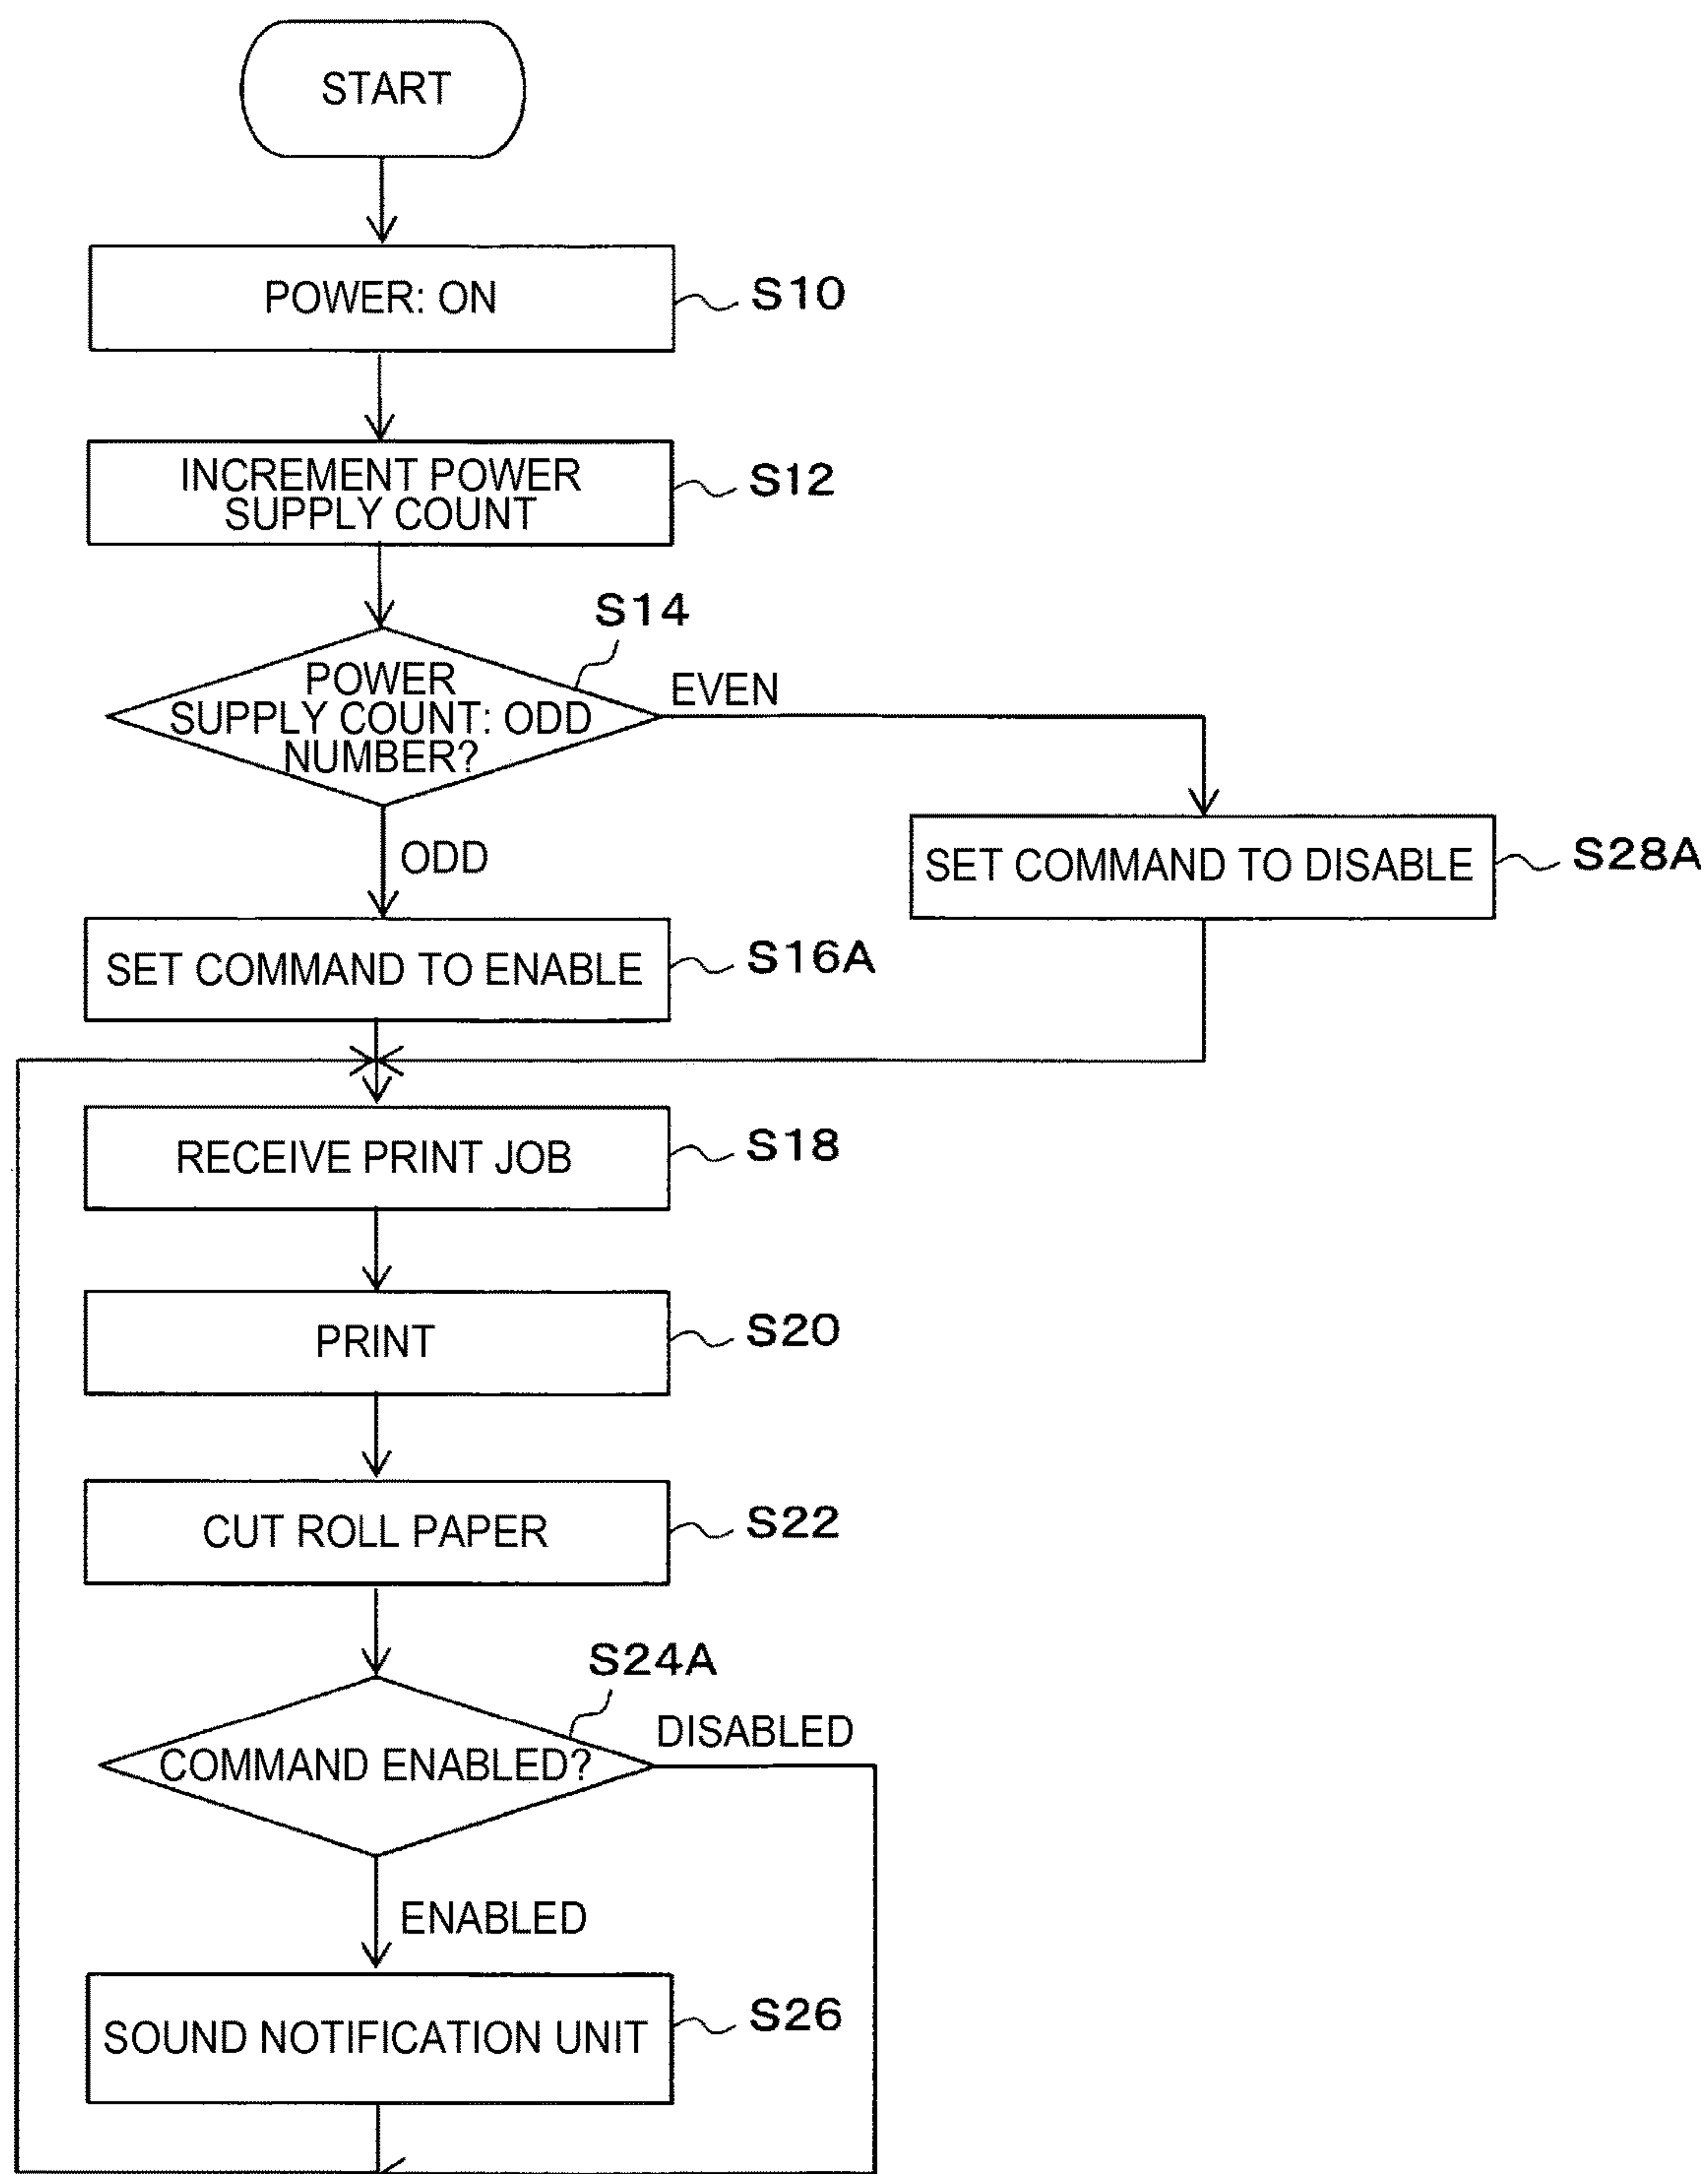 START
POWER: ON
S10
INCREMENT POWER
SUPPLY COUNT
S12
S14
POWER
SUPPLY COUNT: ODD
NUMBER?
EVEN
ODD
SET COMMAND TO DISABLE
S28A
SET COMMAND TO ENABLE
S16A
RECEIVE PRINT JOB
S18
PRINT
S20
CUT ROLL PAPER
S22
S24A
COMMAND ENABLED?
DISABLED
ENABLED
SOUND NOTIFICATION UNIT
S26